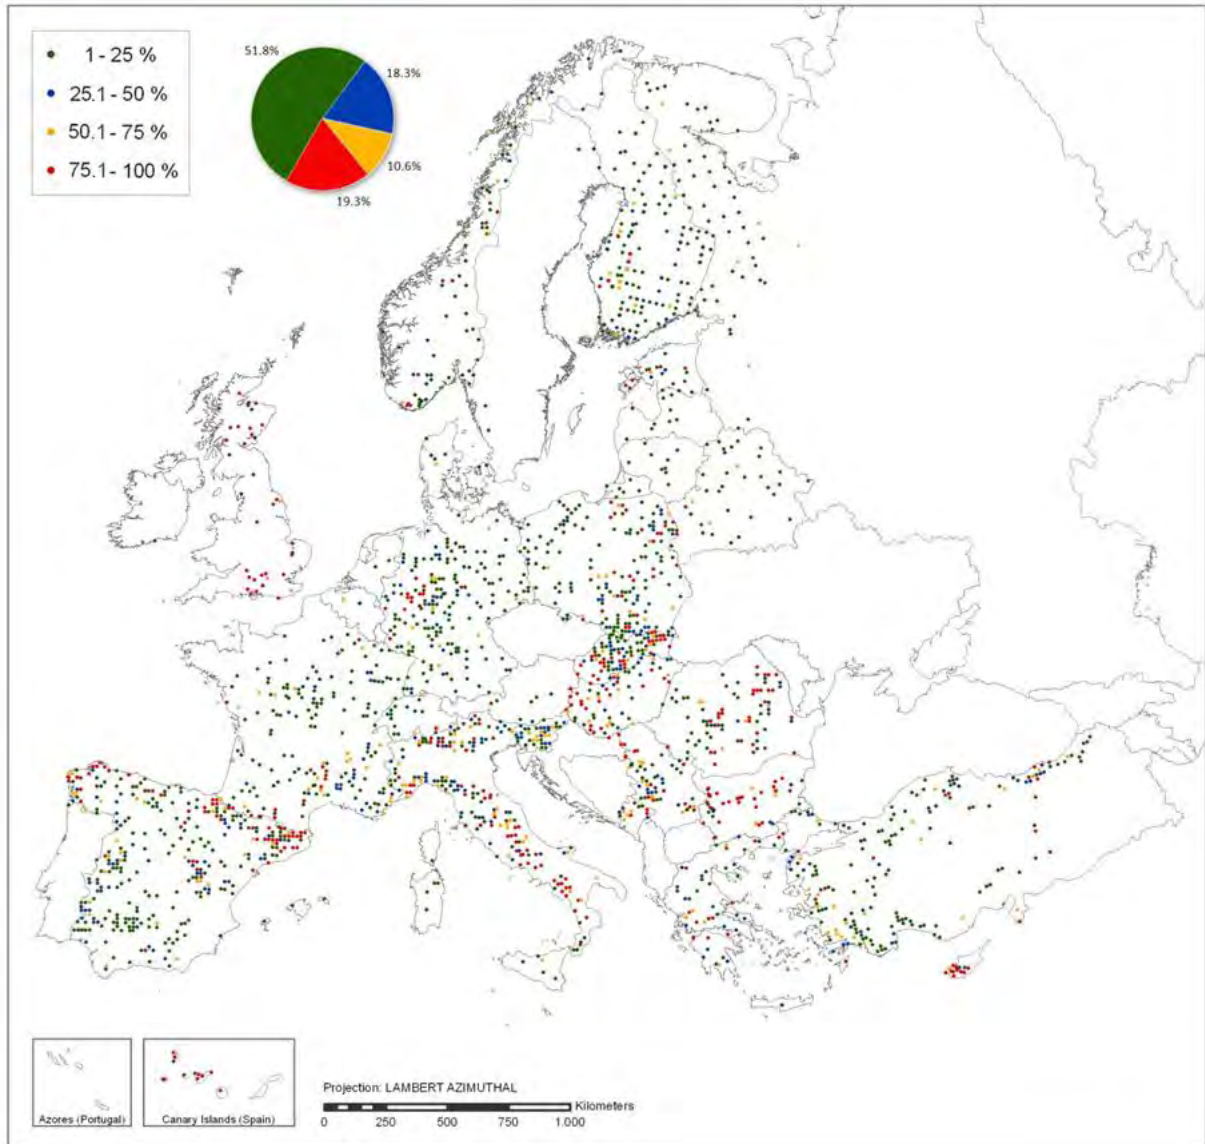 1 - 25 %
25.1 - 50 %
50.1 - 75 %
75.1 - 100 %
51.8%
18.3%
10.6%
19.3%
Azores (Portugal)
Canary Islands (Spain)
Projection: LAMBERT AZIMUTHAL
Kilometers
0 250 500 750 1.000